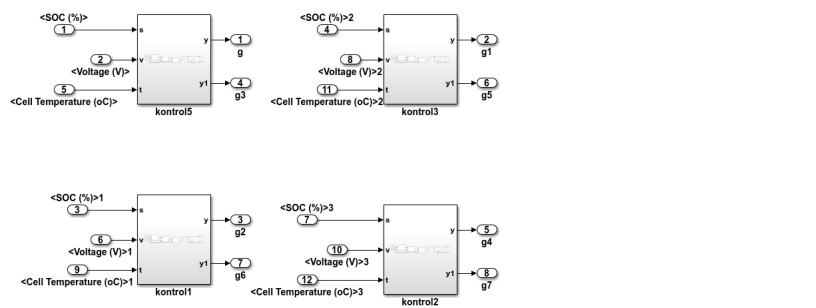 <SOC (%)>
1
s
2
v
<Voltage (V)>
5
t
<Cell Temperature (oC)>
y
1
g
y1
4
g3
kontrol5
<SOC (%)>2
4
s
8
v
<Voltage (V)>2
11
t
<Cell Temperature (oC)>2
y
2
g1
y1
6
g5
kontrol3
<SOC (%)>1
3
s
6
v
<Voltage (V)>1
9
t
<Cell Temperature (oC)>1
y
3
g2
y1
7
g6
kontrol1
<SOC (%)>3
7
s
10
v
<Voltage (V)>3
12
t
<Cell Temperature (oC)>3
y
5
g4
y1
8
g7
kontrol2